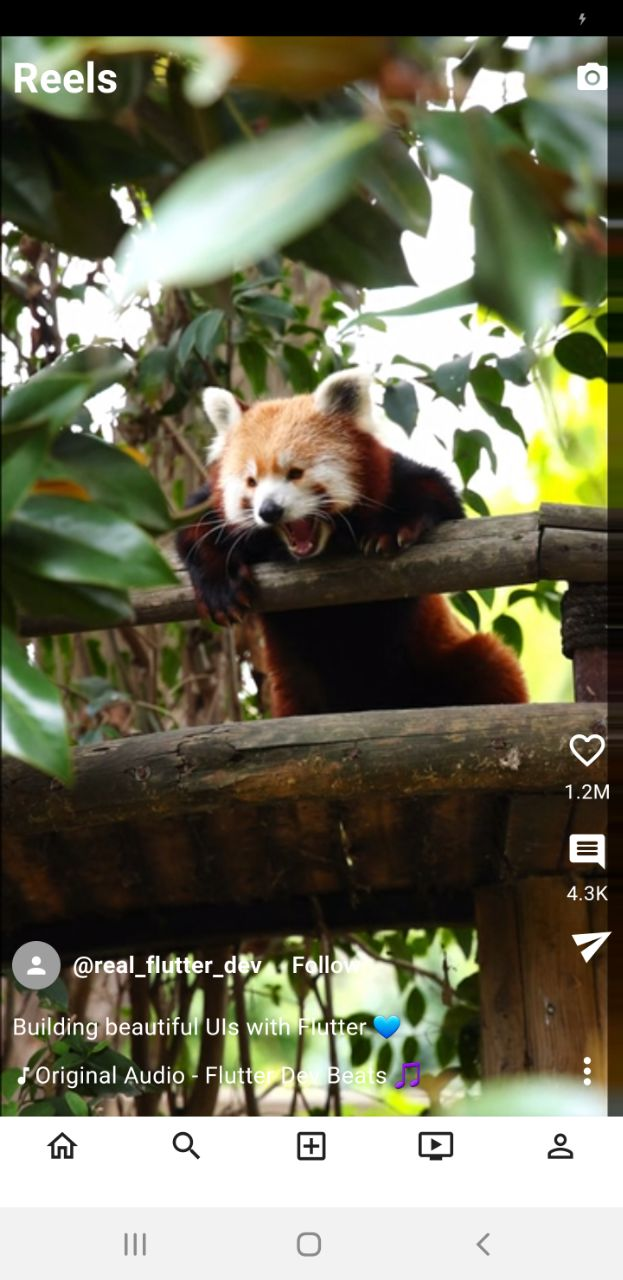 Reels
1.2M
4.3K
@real_flutter_dev Follow
Building beautiful UIs with Flutter 💙
♪Original Audio - Flutter Dev Beats 🎵